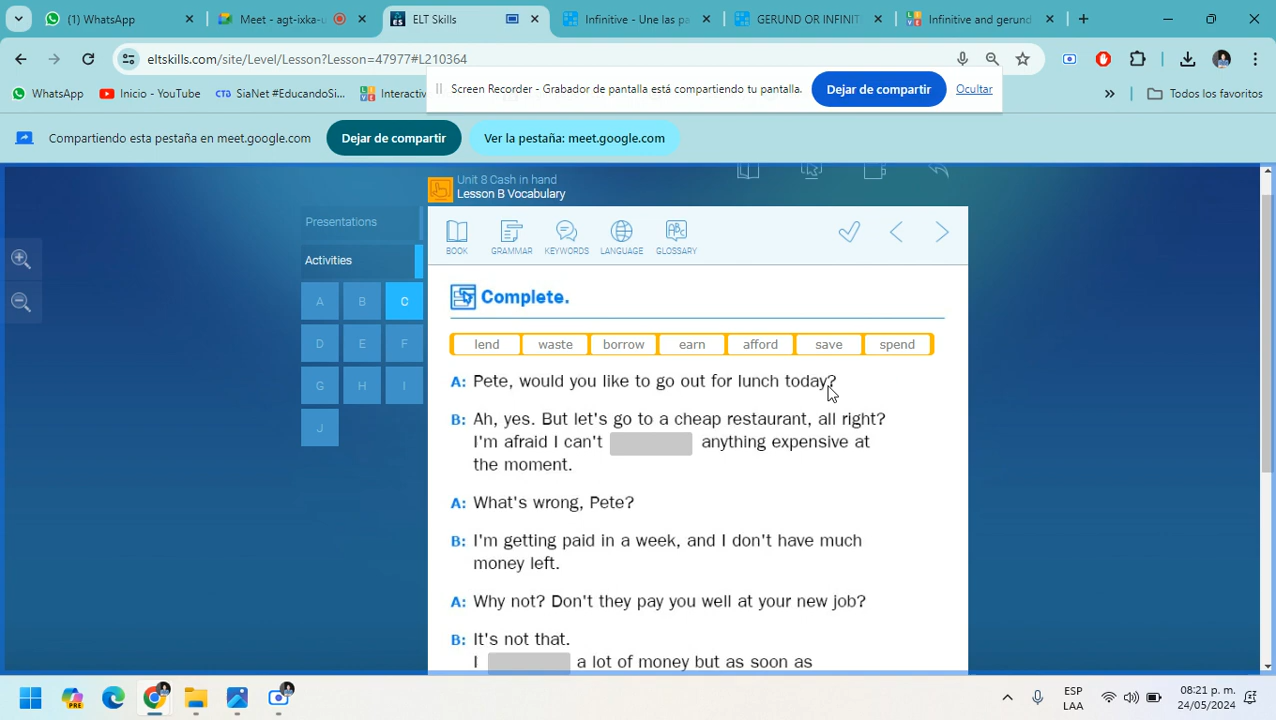 (1) WhatsApp
Meet - agt-ixka-u
ELT Skills
Infinitive - Une las pa
GERUND OR INFINIT
Infinitive and gerund
eltskills.com/site/Level/Lesson?Lesson=47977#L210364
WhatsApp
Inicio - YouTube
SiaNet #EducandoSi...
Interactiv
Screen Recorder - Grabador de pantalla está compartiendo tu pantalla.
Dejar de compartir
Ocultar
Todos los favoritos
Compartiendo esta pestaña en meet.google.com
Dejar de compartir
Ver la pestaña: meet.google.com
Unit 8 Cash in hand
Lesson B Vocabulary
Presentations
Activities
A B C
D E F
G H I
J
BOOK GRAMMAR KEYWORDS LANGUAGE GLOSSARY
Complete.
lend waste borrow earn afford save spend
A: Pete, would you like to go out for lunch today?
B: Ah, yes. But let's go to a cheap restaurant, all right?
I'm afraid I can't anything expensive at
the moment.
A: What's wrong, Pete?
B: I'm getting paid in a week, and I don't have much
money left.
A: Why not? Don't they pay you well at your new job?
B: It's not that.
I a lot of money but as soon as
PRE
ESP
LAA
08:21 p. m.
24/05/2024